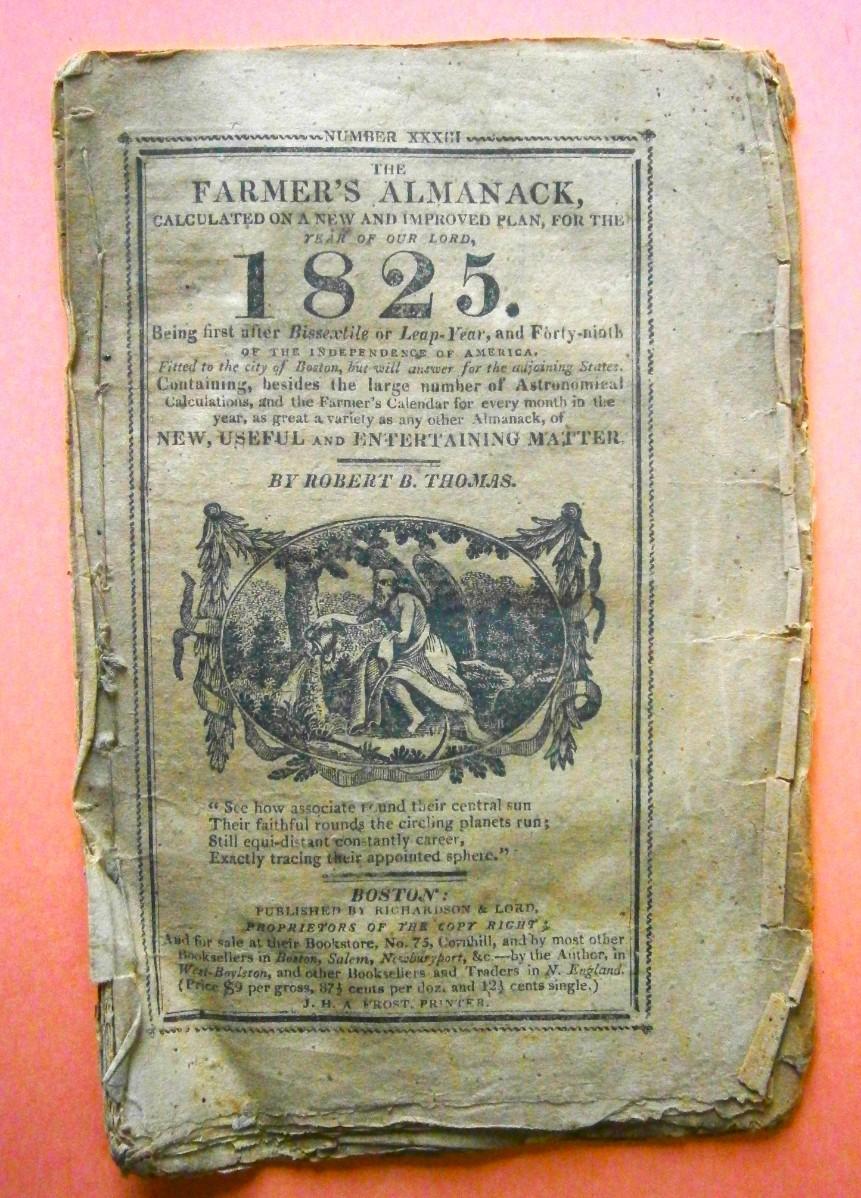 NUMBER XXXIII
THE
FARMER'S ALMANACK,
CALCULATED ON A NEW AND IMPROVED PLAN, FOR THE
YEAR OF OUR LORD,
1825.
Being first after Bissextile or Leap-Year, and Forty-ninth
OF THE INDEPENDENCE OF AMERICA.
Fitted to the city of Boston, but will answer for the adjoining States.
Containing, besides the large number of Astronomical
Calculations, and the Farmer's Calendar for every month in the
year, as great a variety as any other Almanack, of
NEW, USEFUL AND ENTERTAINING MATTER.
BY ROBERT B. THOMAS.
"See how associate round their central sun
Their faithful rounds the circling planets run;
Still equi-distant constantly career,
Exactly tracing their appointed sphere."
BOSTON:
PUBLISHED BY RICHARDSON & LORD,
PROPRIETORS OF THE COPY RIGHT;
And for sale at their Bookstore, No. 75, Cornhill, and by most other
Booksellers in Boston, Salem, Newburyport, &c.—by the Author, in
West-Boylston, and other Booksellers and Traders in N. England.
(Price $9 per gross, 87½ cents per doz. and 12½ cents single.)
J. H. A. FROST, PRINTER.